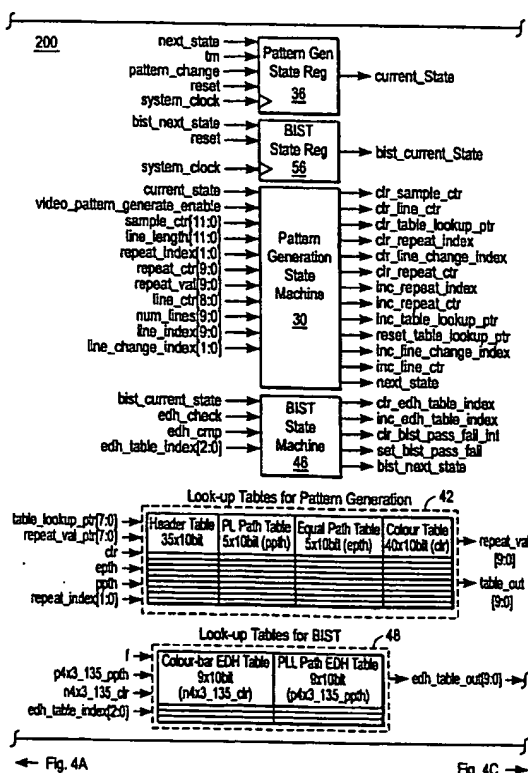 200
next_state
tm
pattern_change
reset
system_clock
Pattern Gen
State Reg
36
current_State
bist_next_state
reset
system_clock
BIST
State Reg
56
bist_current_State
current_state
video_pattern_generate_enable
sample_ctr[11:0]
line_length[11:0]
repeat_index[1:0]
repeat_ctr[9:0]
repeat_val[9:0]
line_ctr[8:0]
num_lines[9:0]
line_index[9:0]
line_change_index[1:0]
Pattern
Generation
State
Machine
30
clr_sample_ctr
clr_line_ctr
clr_table_lookup_ptr
clr_repeat_index
clr_line_change_index
clr_repeat_ctr
inc_repeat_index
inc_repeat_ctr
inc_table_lookup_ptr
reset_table_lookup_ptr
inc_line_change_index
inc_line_ctr
next_state
bist_current_state
edh_check
edh_cmp
edh_table_index[2:0]
BIST
State
Machine
46
clr_edh_table_index
inc_edh_table_index
clr_bist_pass_fail_int
set_bist_pass_fail
bist_next_state
Look-up Tables for Pattern Generation
42
table_lookup_ptr[7:0]
repeat_val_ptr[7:0]
clr
epth
ppth
repeat_index[1:0]
Header Table
35x10bit
PL Path Table
5x10bit (ppth)
Equal Path Table
5x10bit (epth)
Colour Table
40x10bit (clr)
repeat_val
[9:0]
table_out
[9:0]
Look-up Tables for BIST
48
f
p4x3_135_ppth
n4x3_135_clr
edh_table_index[2:0]
Colour-bar EDH Table
9x10bit
(n4x3_135_clr)
PLL Path EDH Table
9x10bit
(p4x3_135_ppth)
edh_table_out[9:0]
Fig. 4A
Fig. 4C